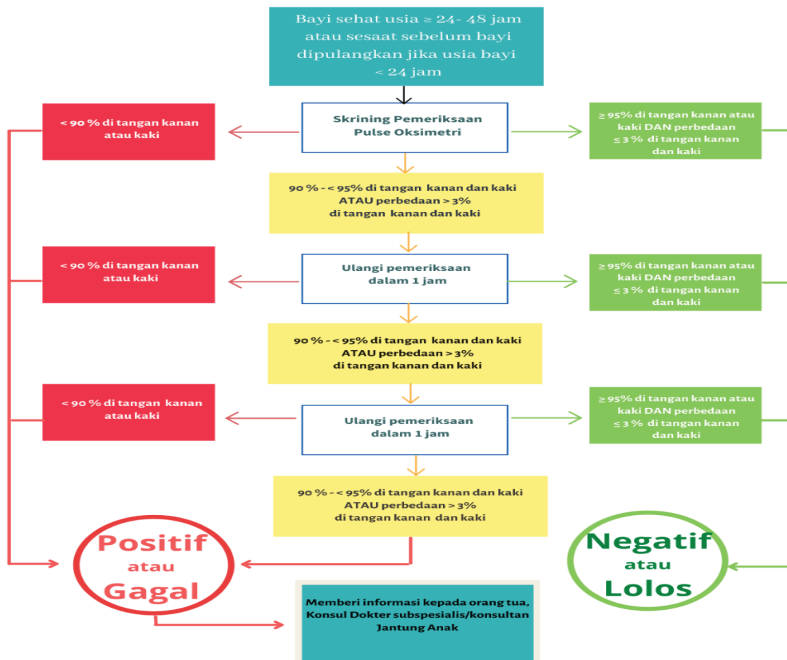 Bayi sehat usia ≥ 24- 48 jam
atau sesaat sebelum bayi
dipulangkan jika usia bayi
< 24 jam
< 90 % di tangan kanan
atau kaki
Skrining Pemeriksaan
Pulse Oksimetri
≥ 95% di tangan kanan atau
kaki DAN perbedaan
≤ 3 % di tangan kanan
dan kaki
90 % - < 95% di tangan kanan dan kaki
ATAU perbedaan > 3%
di tangan kanan dan kaki
< 90 % di tangan kanan
atau kaki
Ulangi pemeriksaan
dalam 1 jam
≥ 95% di tangan kanan atau
kaki DAN perbedaan
≤ 3 % di tangan kanan
dan kaki
90 % - < 95% di tangan kanan dan kaki
ATAU perbedaan > 3%
di tangan kanan dan kaki
< 90 % di tangan kanan
atau kaki
Ulangi pemeriksaan
dalam 1 jam
≥ 95% di tangan kanan atau
kaki DAN perbedaan
≤ 3 % di tangan kanan
dan kaki
90 % - < 95% di tangan kanan dan kaki
ATAU perbedaan > 3%
di tangan kanan dan kaki
Positif
atau
Gagal
Negatif
atau
Lolos
Memberi informasi kepada orang tua,
Konsul Dokter subspesialis/konsultan
Jantung Anak